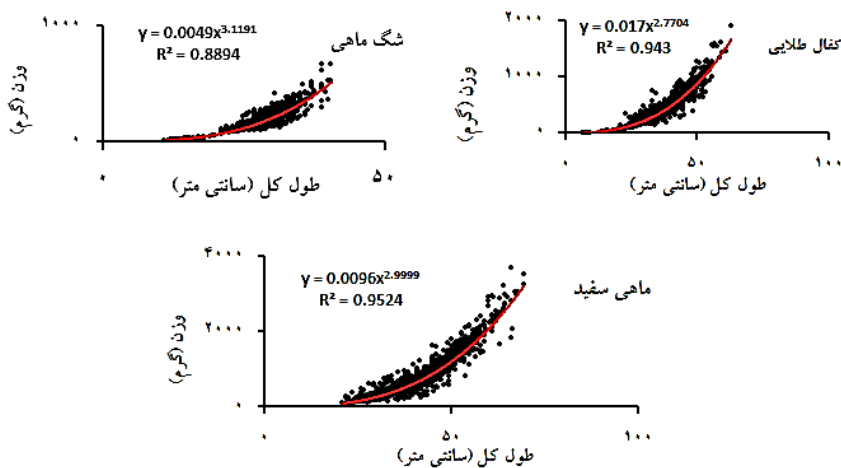 ۱۰۰۰
y = 0.0049x^3.1191
R² = 0.8894
شگ ماهی
وزن (گرم)
۰
۰
۵۰
طول کل (سانتی متر)
۲۰۰۰
y = 0.017x^2.7704
R² = 0.943
کفال طلایی
۱۰۰۰
وزن (گرم)
۰
۰
۵۰
۱۰۰
طول کل (سانتی متر)
۴۰۰۰
y = 0.0096x^2.9999
R² = 0.9524
ماهی سفید
۲۰۰۰
وزن (گرم)
۰
۰
۵۰
۱۰۰
طول کل (سانتی متر)